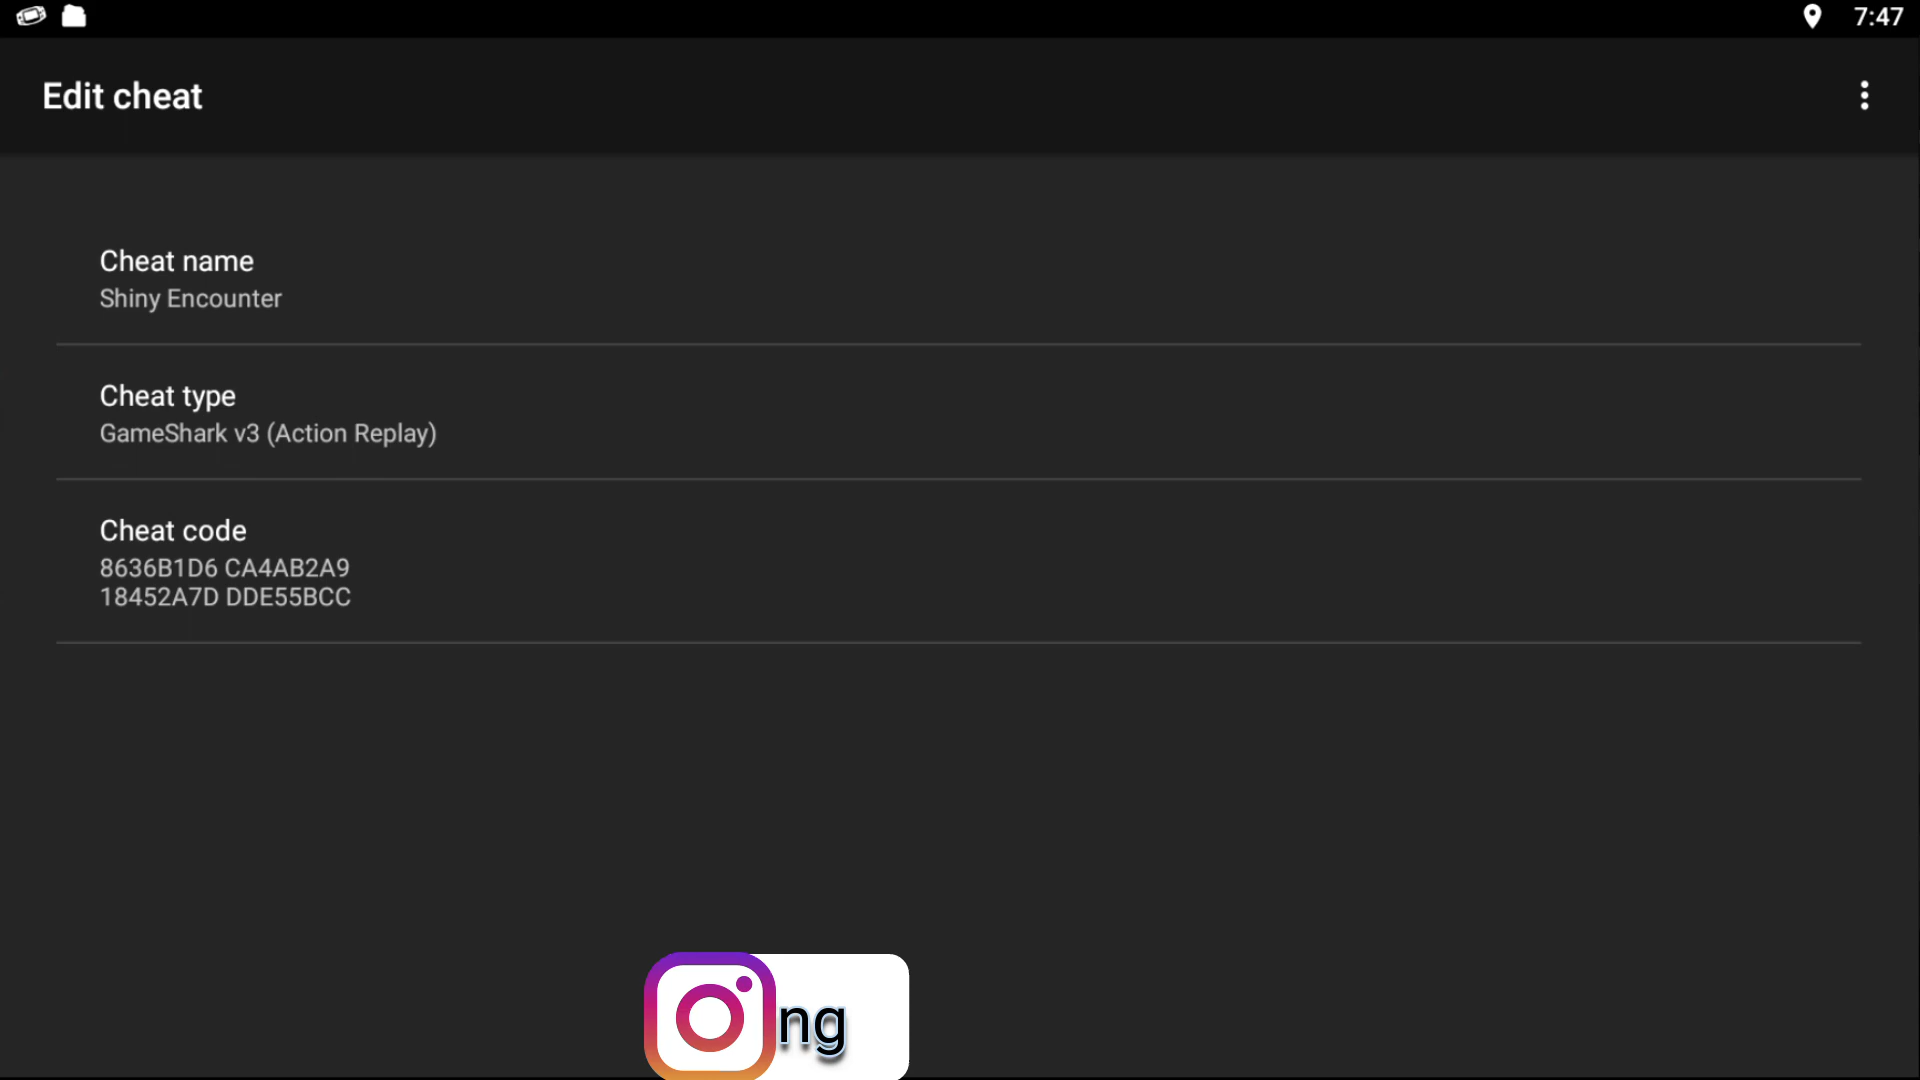 7:47
Edit cheat
Cheat name
Shiny Encounter
Cheat type
GameShark v3 (Action Replay)
Cheat code
8636B1D6 CA4AB2A9
18452A7D DDE55BCC
ng